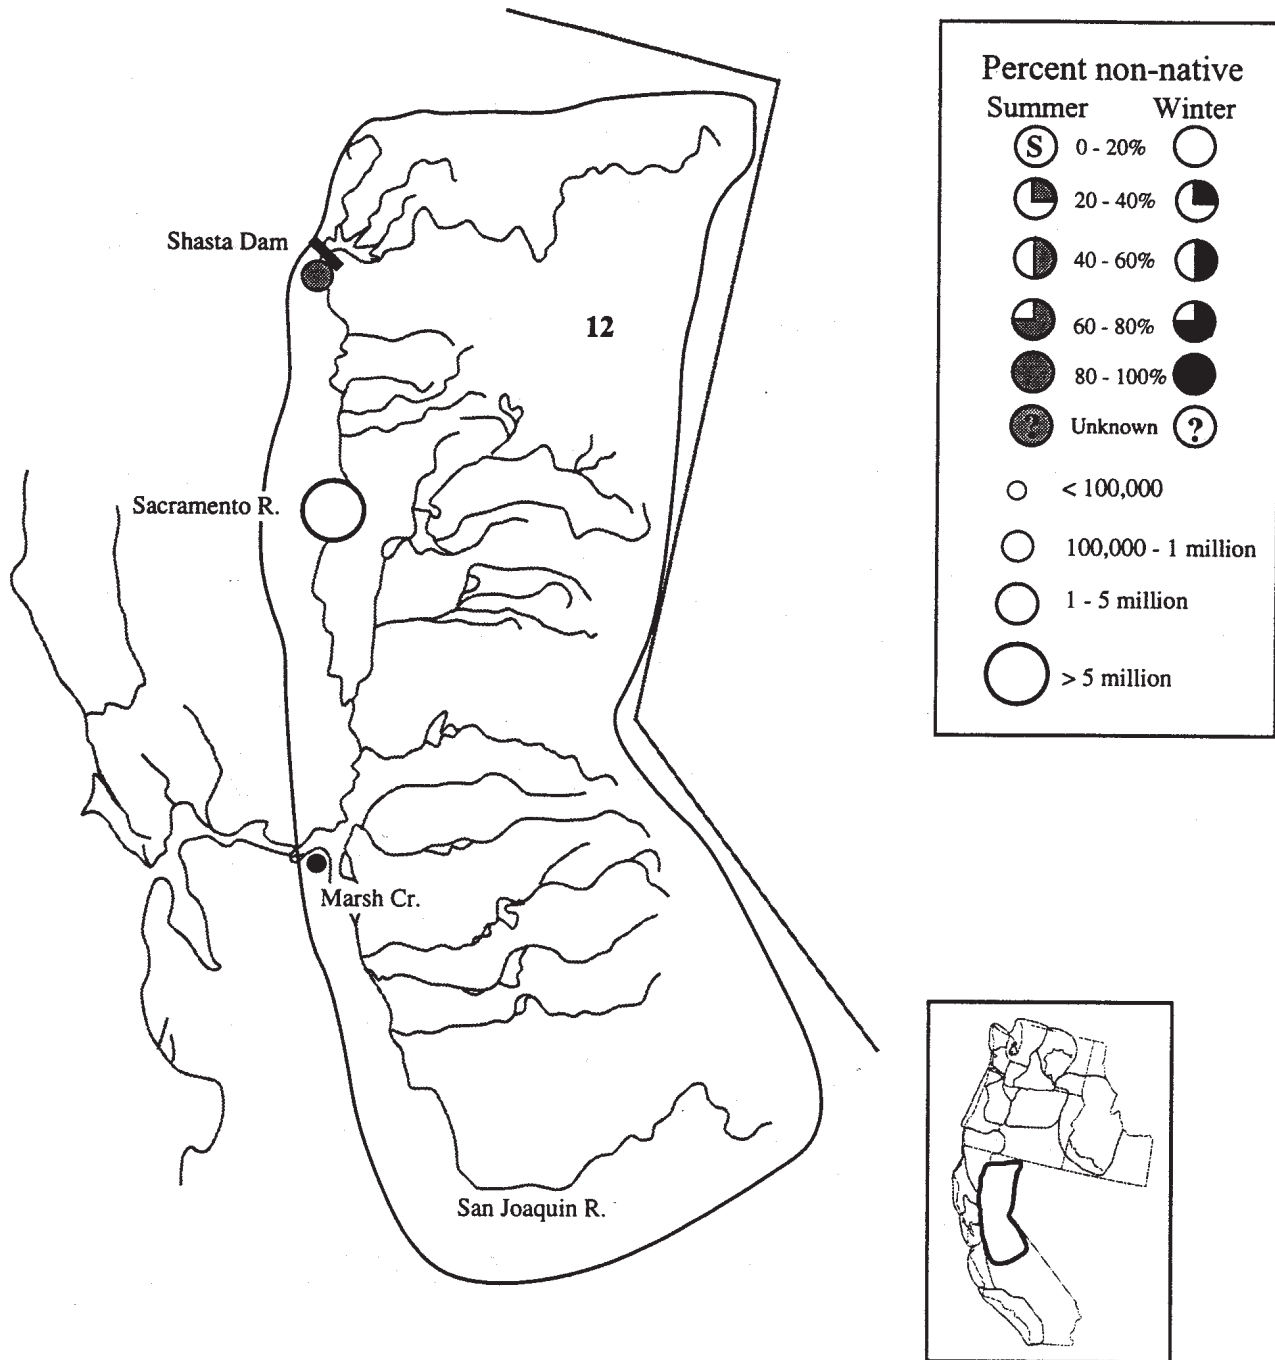 Shasta Dam
12
Sacramento R.
Marsh Cr.
San Joaquin R.
Percent non-native
Summer Winter
S 0 - 20%
20 - 40%
40 - 60%
60 - 80%
80 - 100%
? Unknown ?
< 100,000
100,000 - 1 million
1 - 5 million
> 5 million